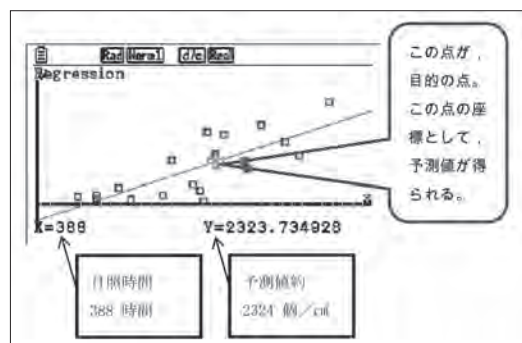 Rad Norm1 d/c Real
Regression
この点が，
目的の点。
この点の座
標として，
予測値が得
られる。
X=388 Y=2323.734928
日照時間
388 時間
予測値約
2324 個／cm²